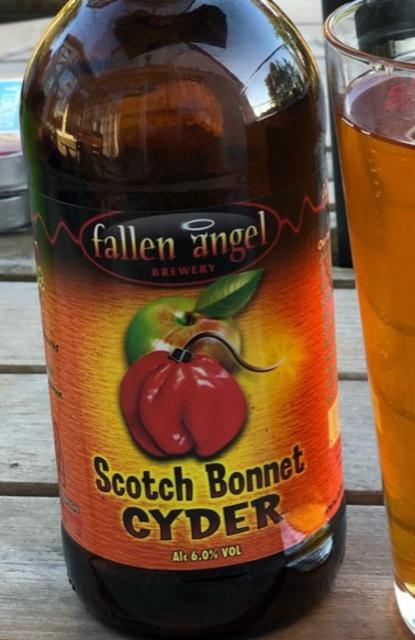 fallen angel
BREWERY
Scotch Bonnet
CYDER
Alc 6.0% VOL